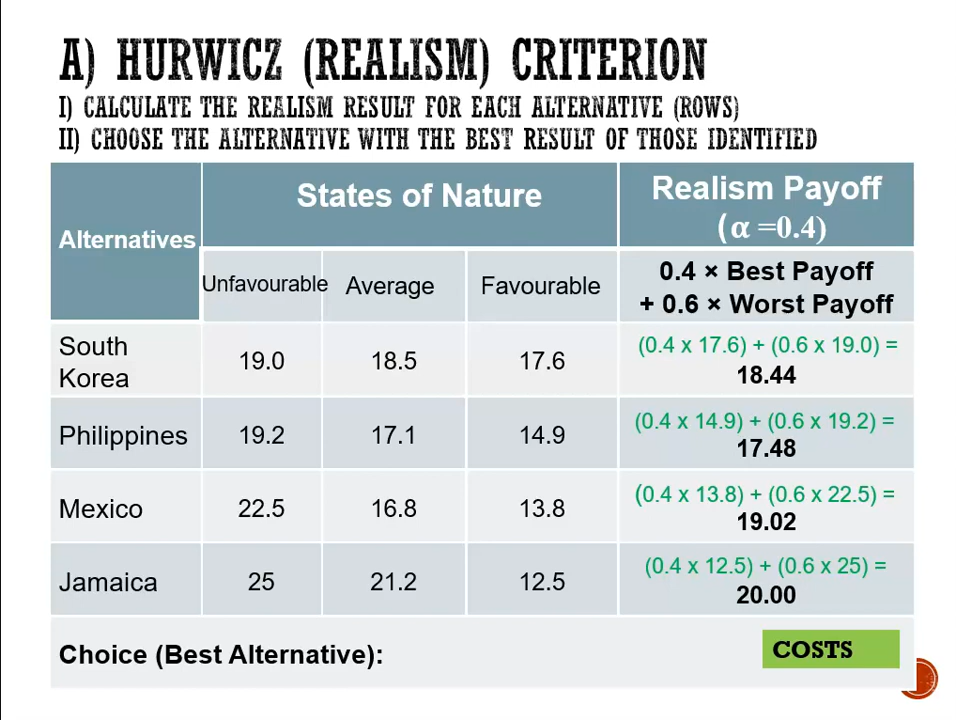 A) HURWICZ (REALISM) CRITERION
I) CALCULATE THE REALISM RESULT FOR EACH ALTERNATIVE (ROWS)
II) CHOOSE THE ALTERNATIVE WITH THE BEST RESULT OF THOSE IDENTIFIED
Alternatives
States of Nature
Realism Payoff
(α =0.4)
Unfavourable
Average
Favourable
0.4 × Best Payoff
+ 0.6 × Worst Payoff
South
Korea
19.0
18.5
17.6
(0.4 x 17.6) + (0.6 x 19.0) =
18.44
Philippines
19.2
17.1
14.9
(0.4 x 14.9) + (0.6 x 19.2) =
17.48
Mexico
22.5
16.8
13.8
(0.4 x 13.8) + (0.6 x 22.5) =
19.02
Jamaica
25
21.2
12.5
(0.4 x 12.5) + (0.6 x 25) =
20.00
Choice (Best Alternative):
COSTS